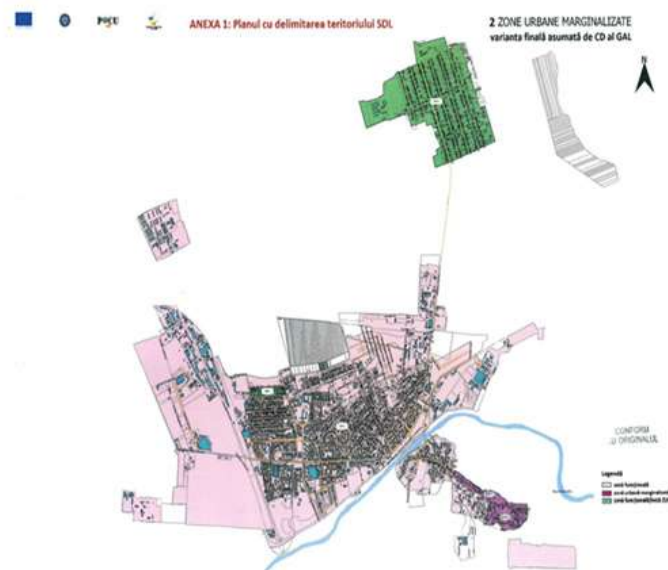 POCU
ANEXA 1: Planul cu delimitarea teritoriului SDL
2 ZONE URBANE MARGINALIZATE
varianta finală asumată de CD al GAL
N
CONFORM
CU ORIGINALUL
Legendă
zonă funcțională
zonă urbană marginalizată